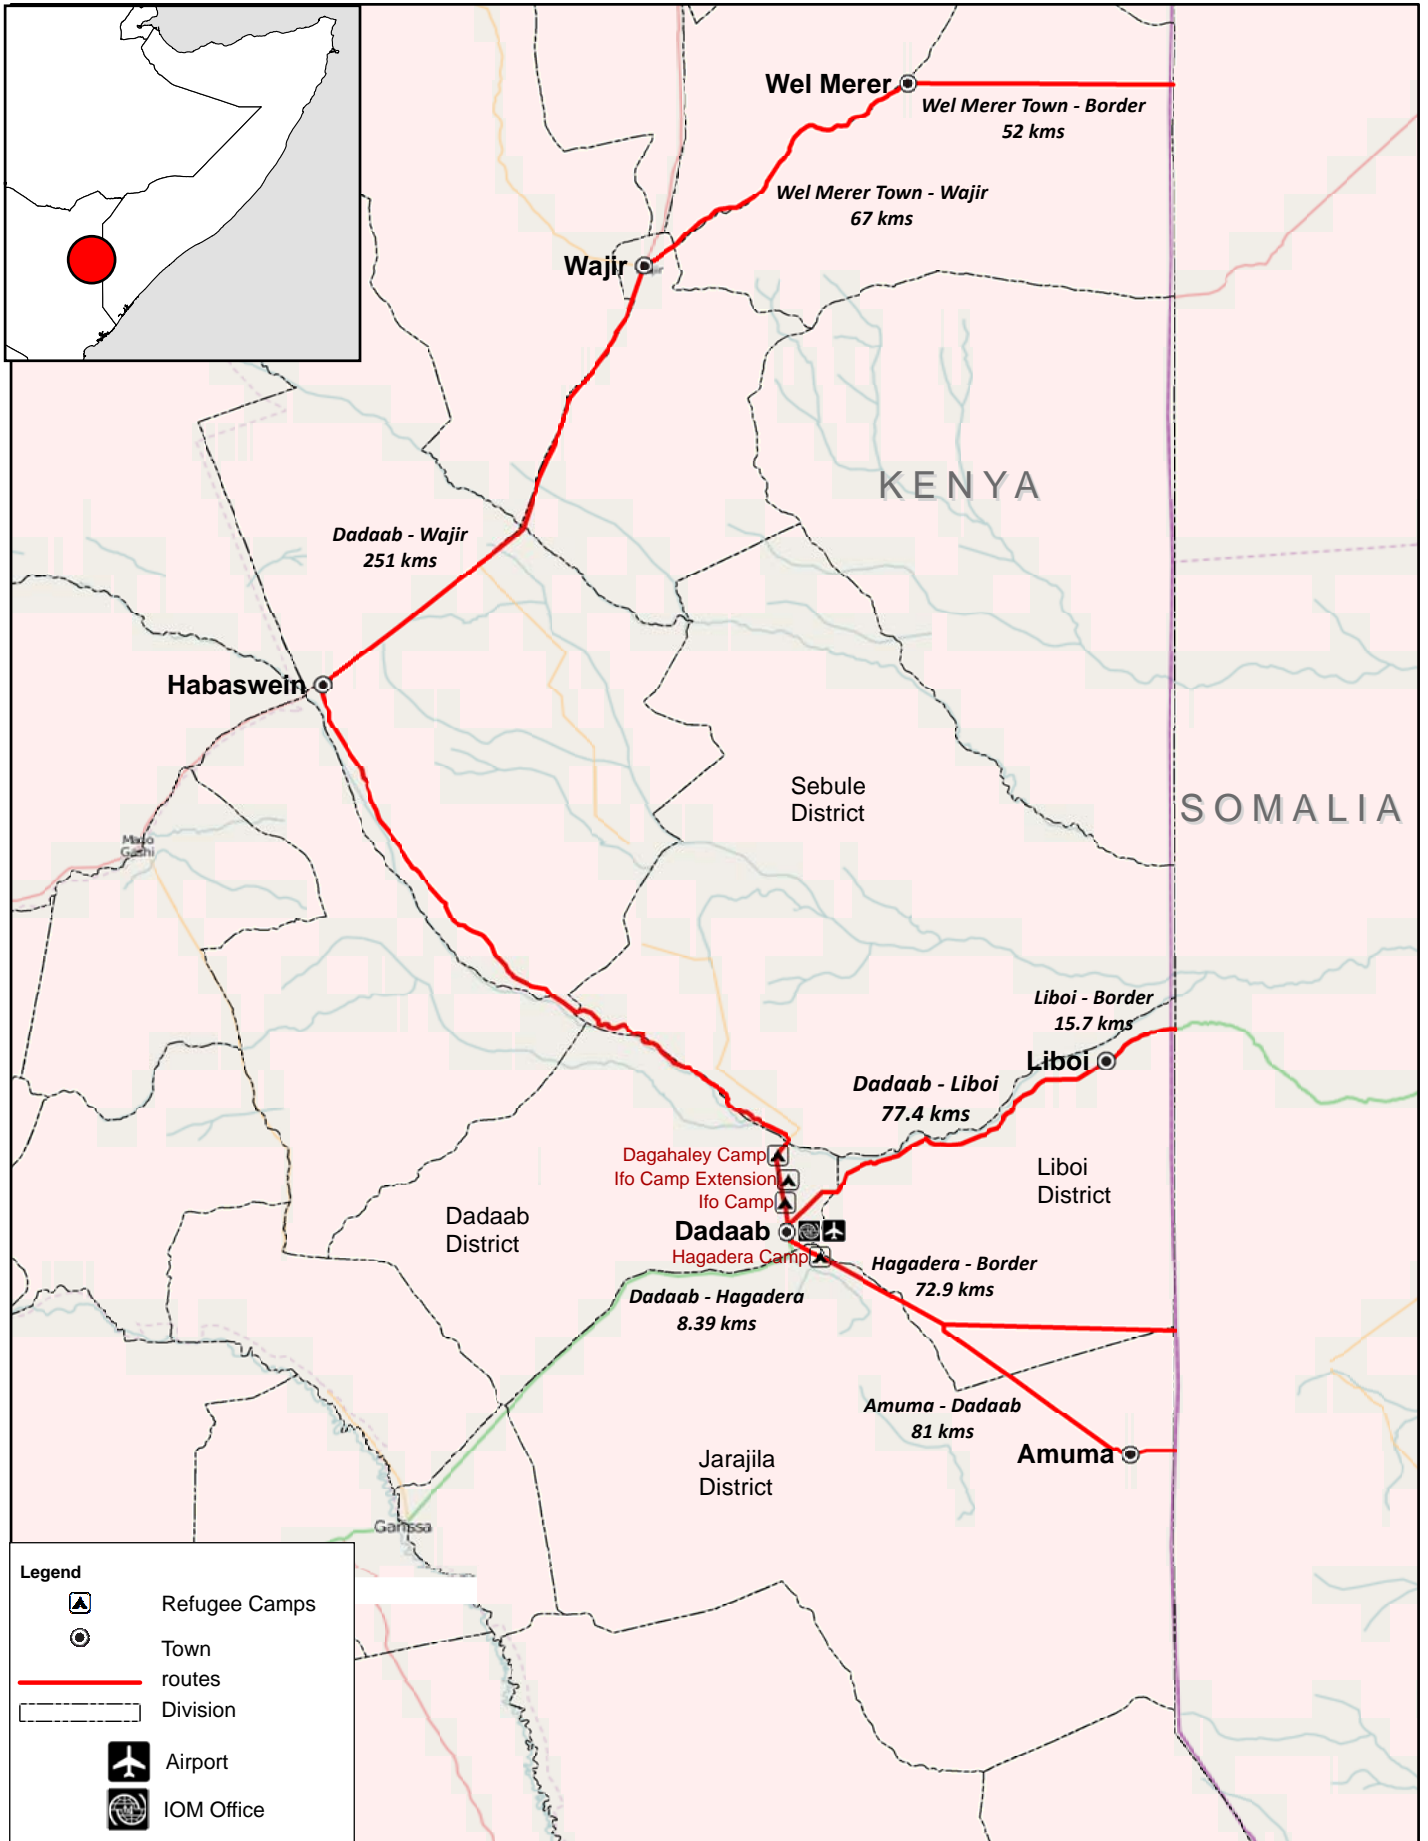 Wel Merer
Wel Merer Town - Border
52 kms
Wel Merer Town - Wajir
67 kms
Wajir
KENYA
Dadaab - Wajir
251 kms
Habaswein
Sebule
District
SOMALIA
Mado
Gashi
Liboi - Border
15.7 kms
Liboi
Dadaab - Liboi
77.4 kms
Dagahaley Camp
Ifo Camp Extension
Ifo Camp
Liboi
District
Dadaab
District
Dadaab
Hagadera Camp
Hagadera - Border
72.9 kms
Dadaab - Hagadera
8.39 kms
Amuma - Dadaab
81 kms
Amuma
Jarajila
District
Garissa
Legend
Refugee Camps
Town
routes
Division
Airport
IOM Office